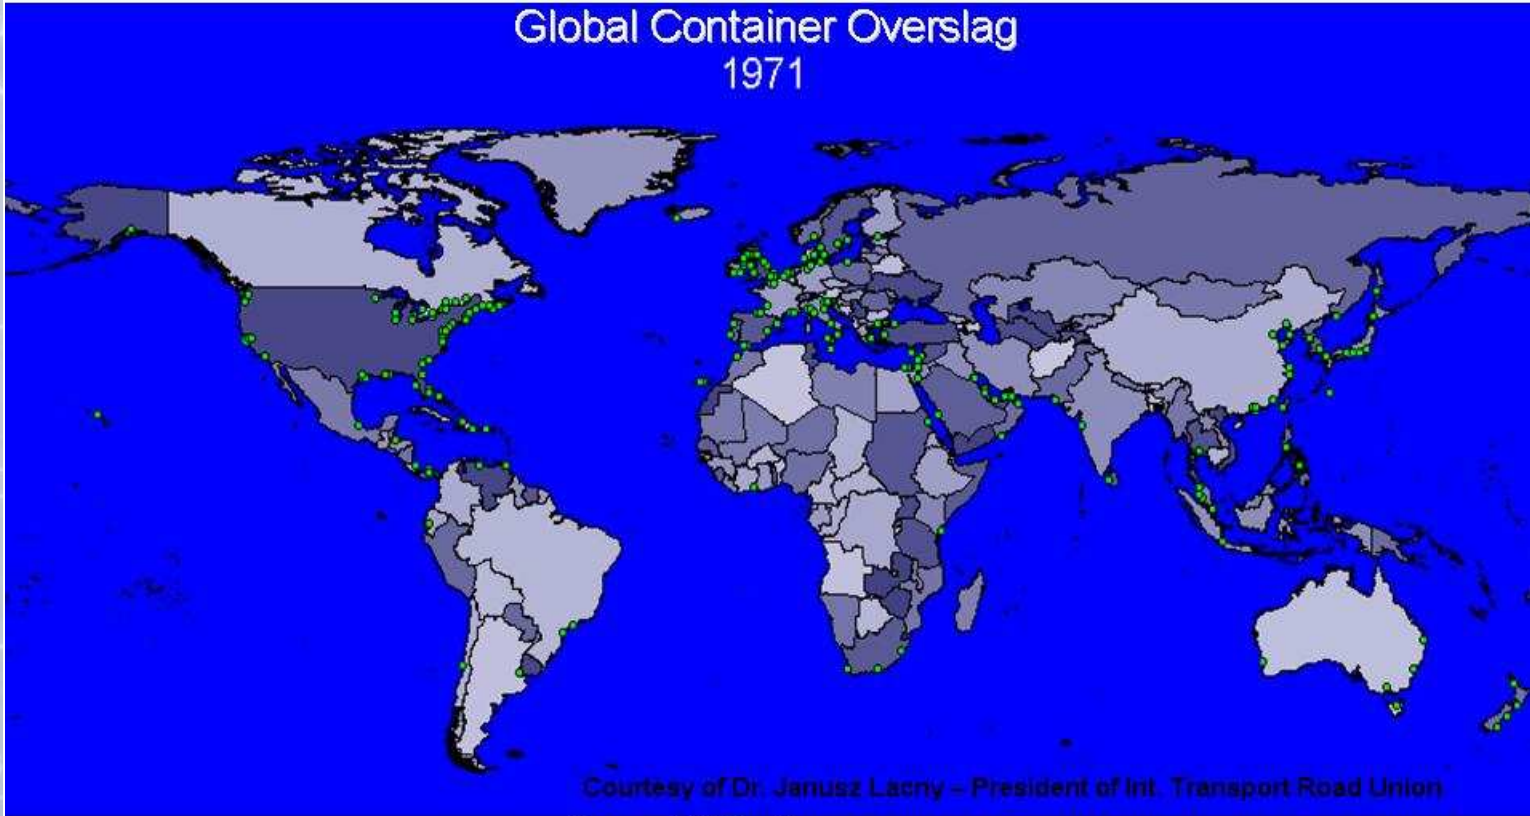 Global Container Overslag
1971
Courtesy of Dr. Janusz Lacny – President of Int. Transport Road Union